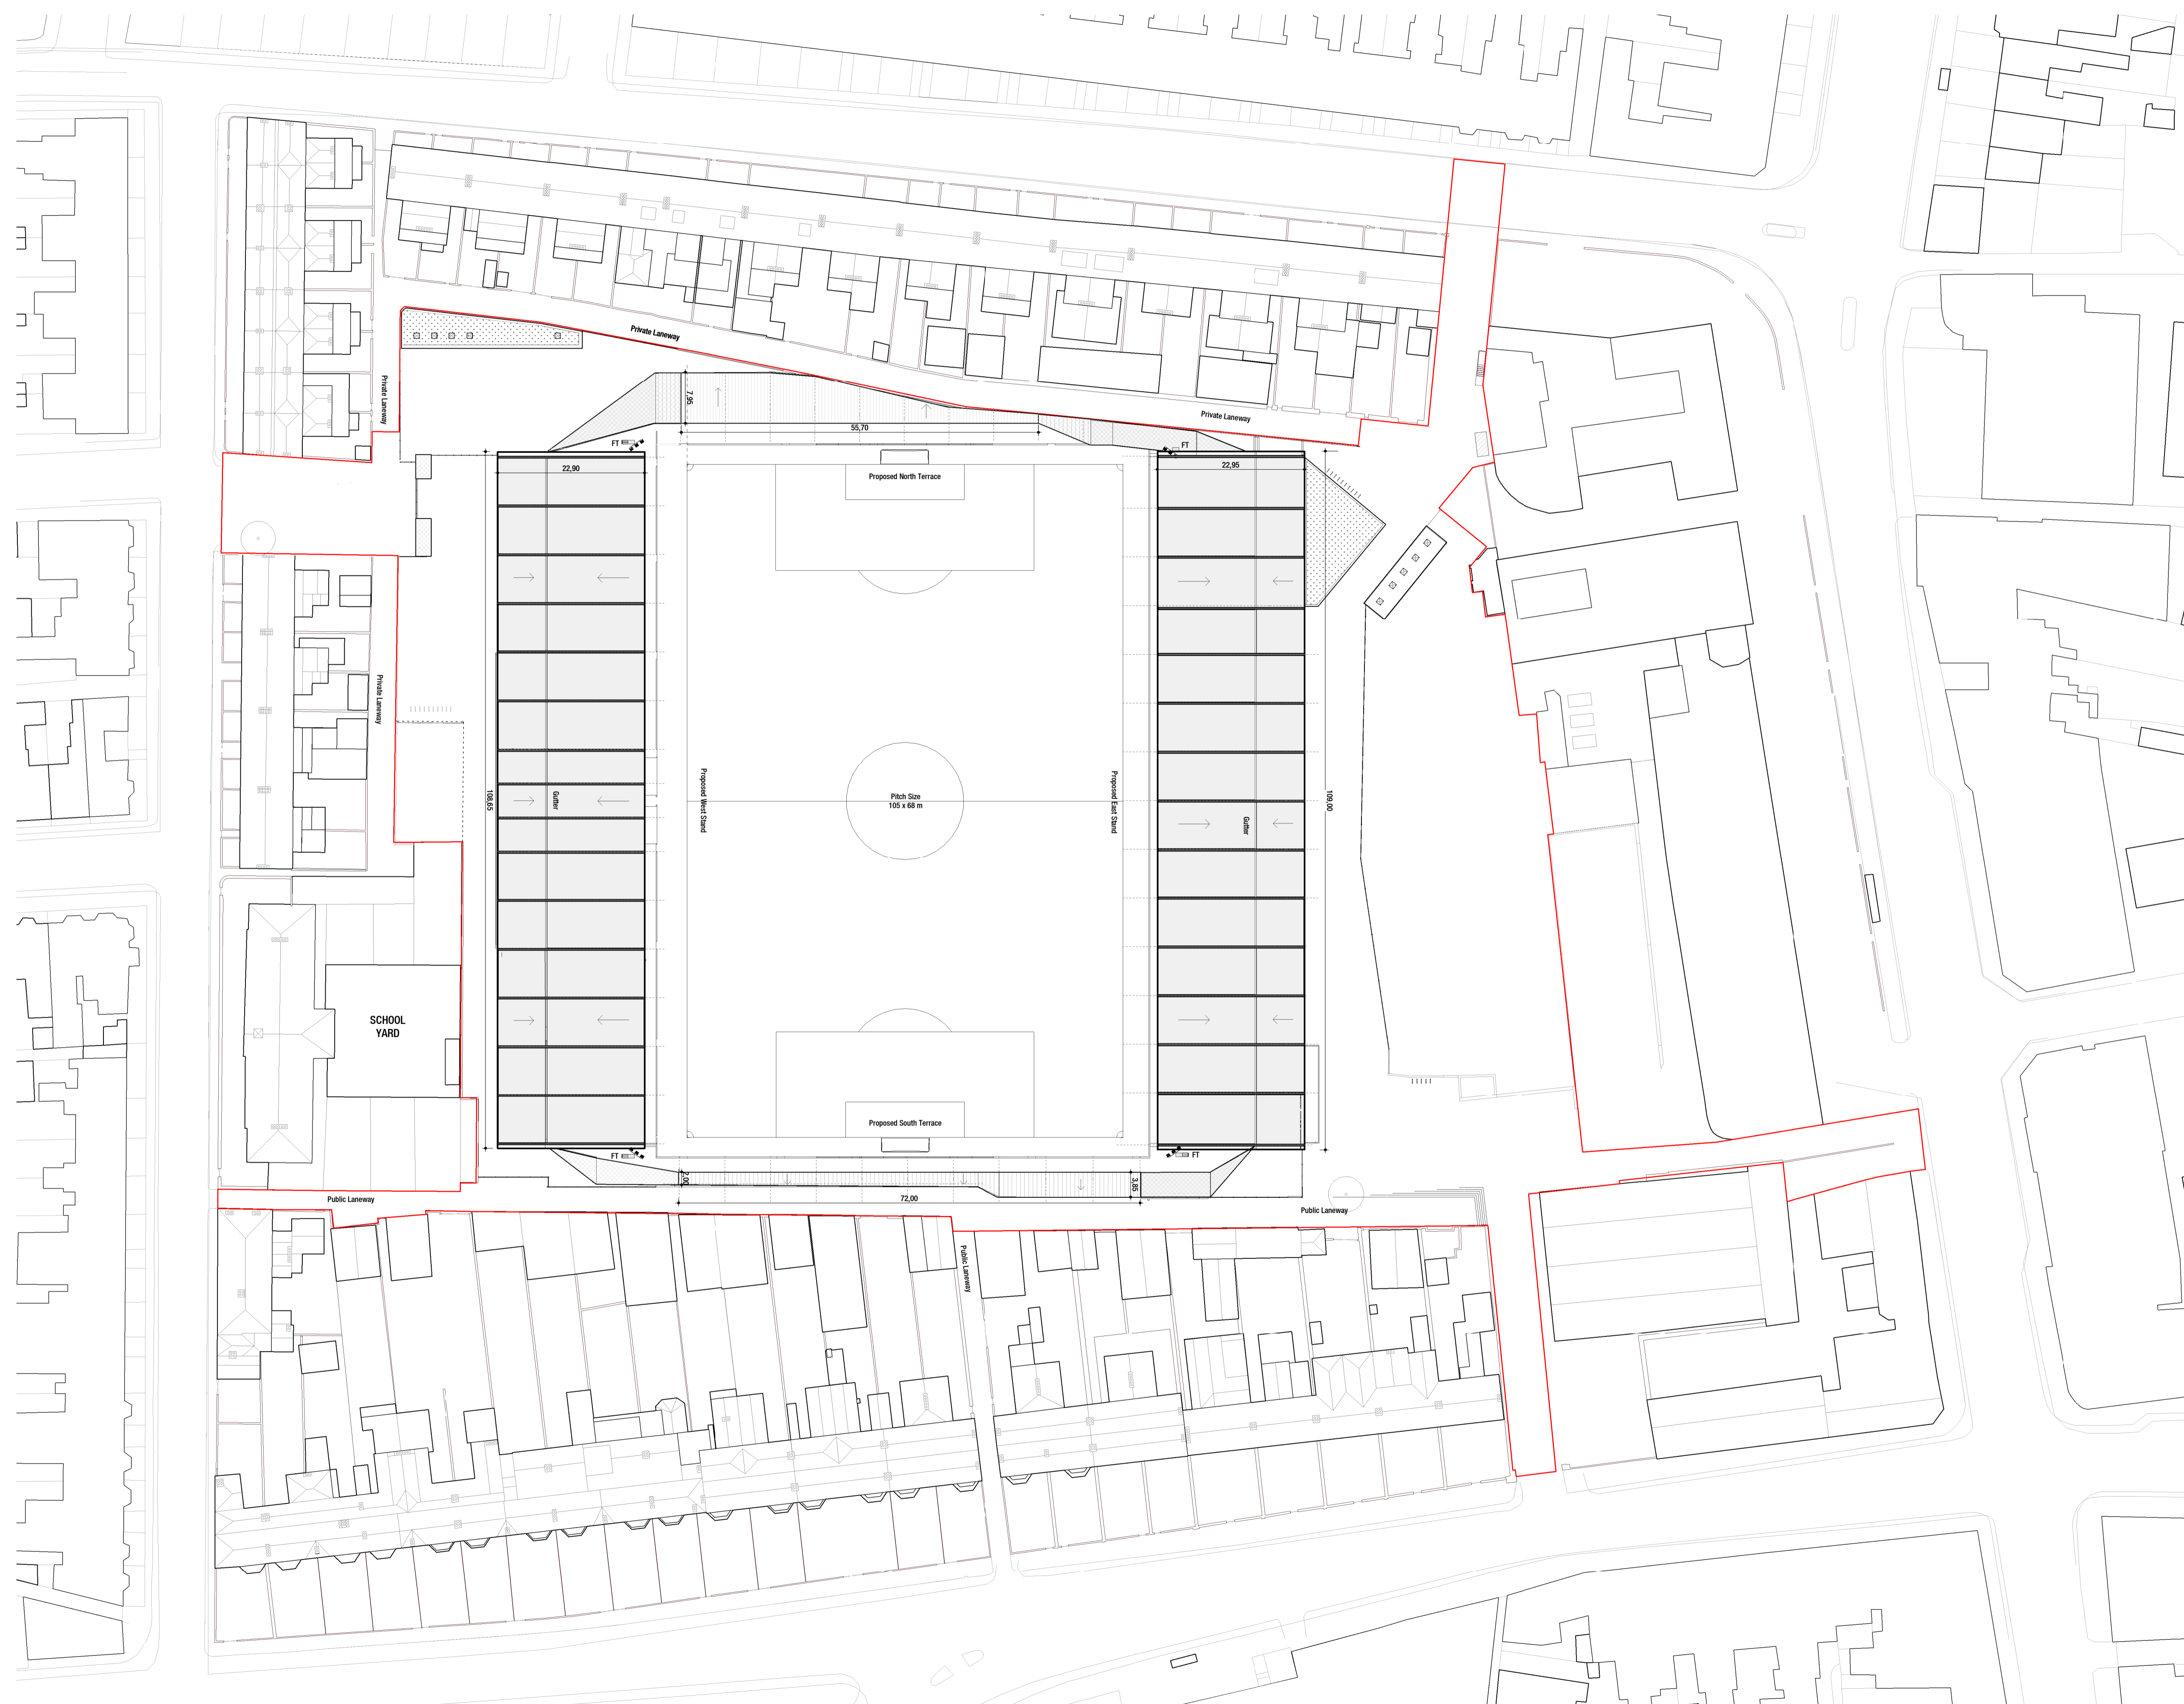 Private Laneway
Private Laneway
7,95
55,70
Private Laneway
FT
FT
22,90
Proposed North Terrace
22,95
Private Laneway
108,65
Gutter
Proposed West Stand
Pitch Size
105 x 68 m
Proposed East Stand
Gutter
109,00
SCHOOL
YARD
Proposed South Terrace
FT
FT
2,00
3,85
72,00
Public Laneway
Public Laneway
Public Laneway